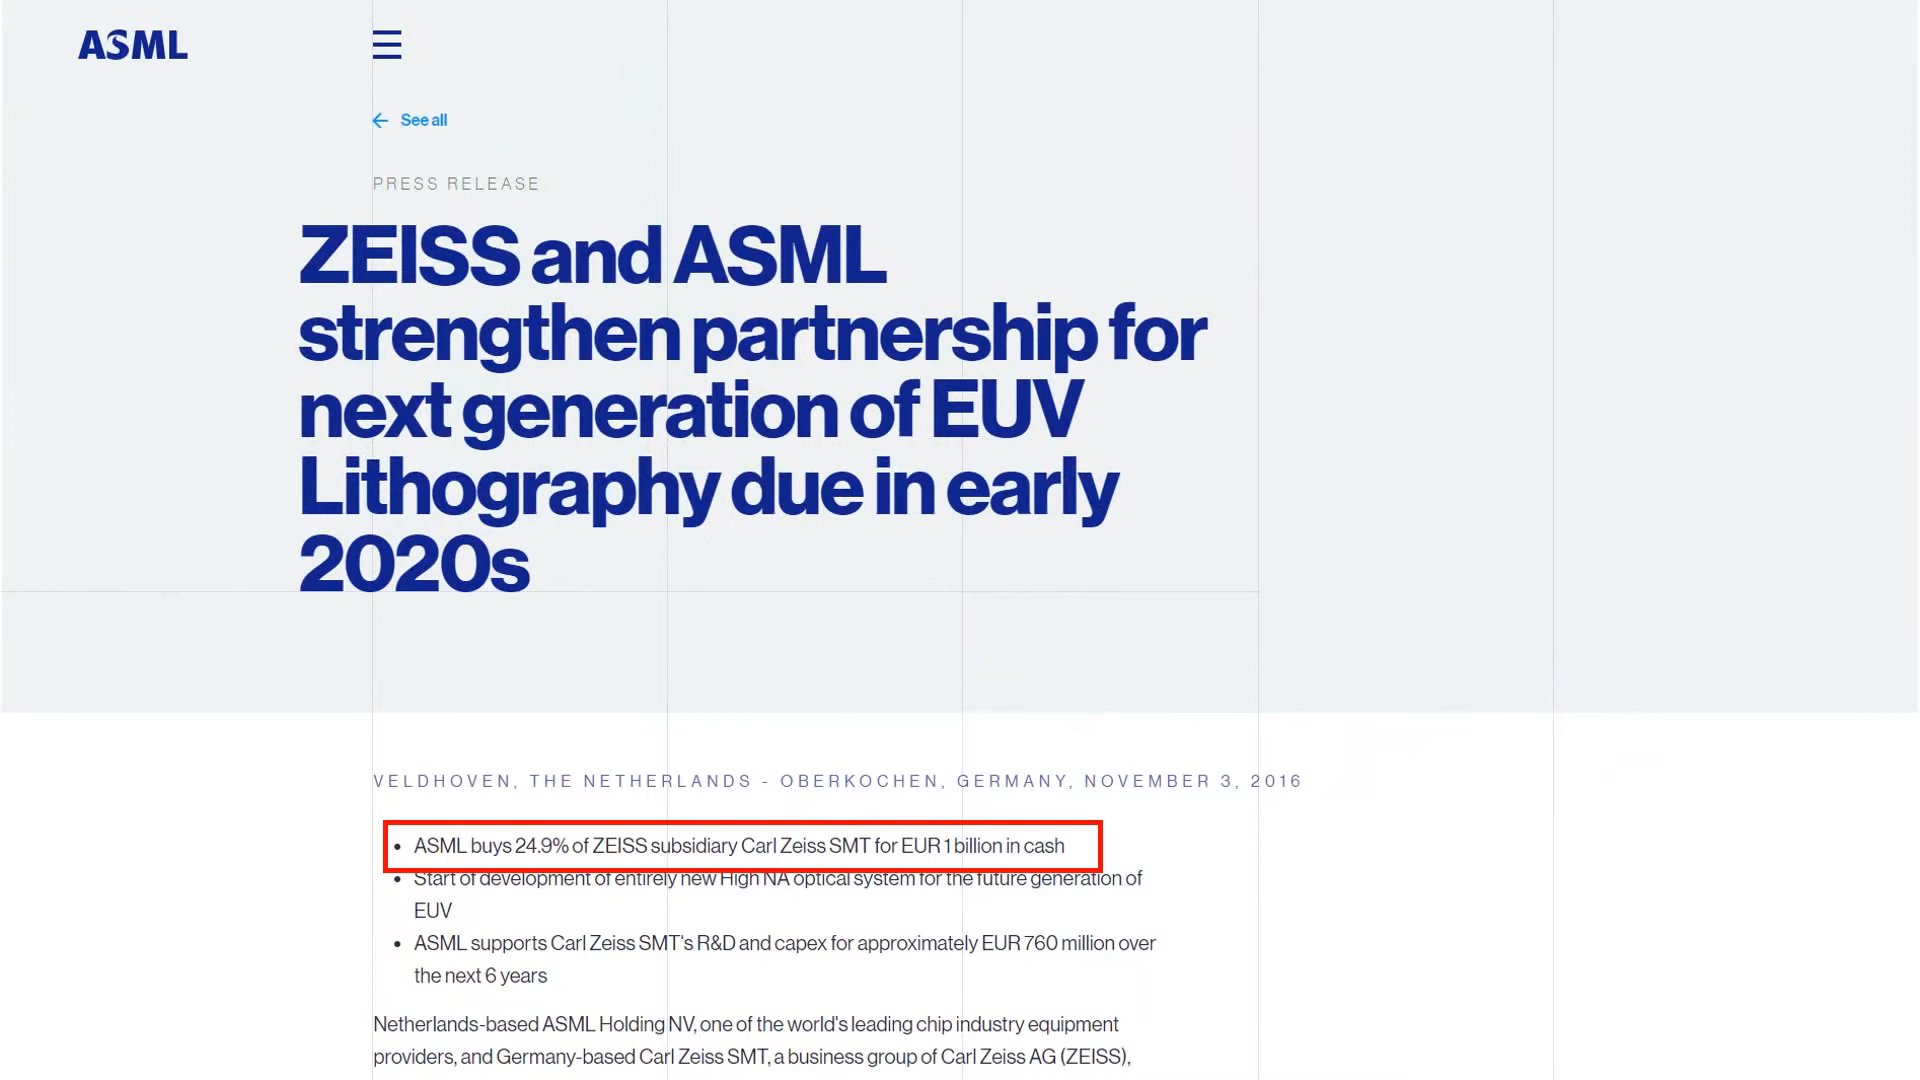 ASML
See all
PRESS RELEASE
ZEISS and ASML
strengthen partnership for
next generation of EUV
Lithography due in early
2020s
VELDHOVEN, THE NETHERLANDS - OBERKOCHEN, GERMANY, NOVEMBER 3, 2016
• ASML buys 24.9% of ZEISS subsidiary Carl Zeiss SMT for EUR 1 billion in cash
• Start of development of entirely new High NA optical system for the future generation of
EUV
• ASML supports Carl Zeiss SMT's R&D and capex for approximately EUR 760 million over
the next 6 years
Netherlands-based ASML Holding NV, one of the world's leading chip industry equipment
providers, and Germany-based Carl Zeiss SMT, a business group of Carl Zeiss AG (ZEISS),